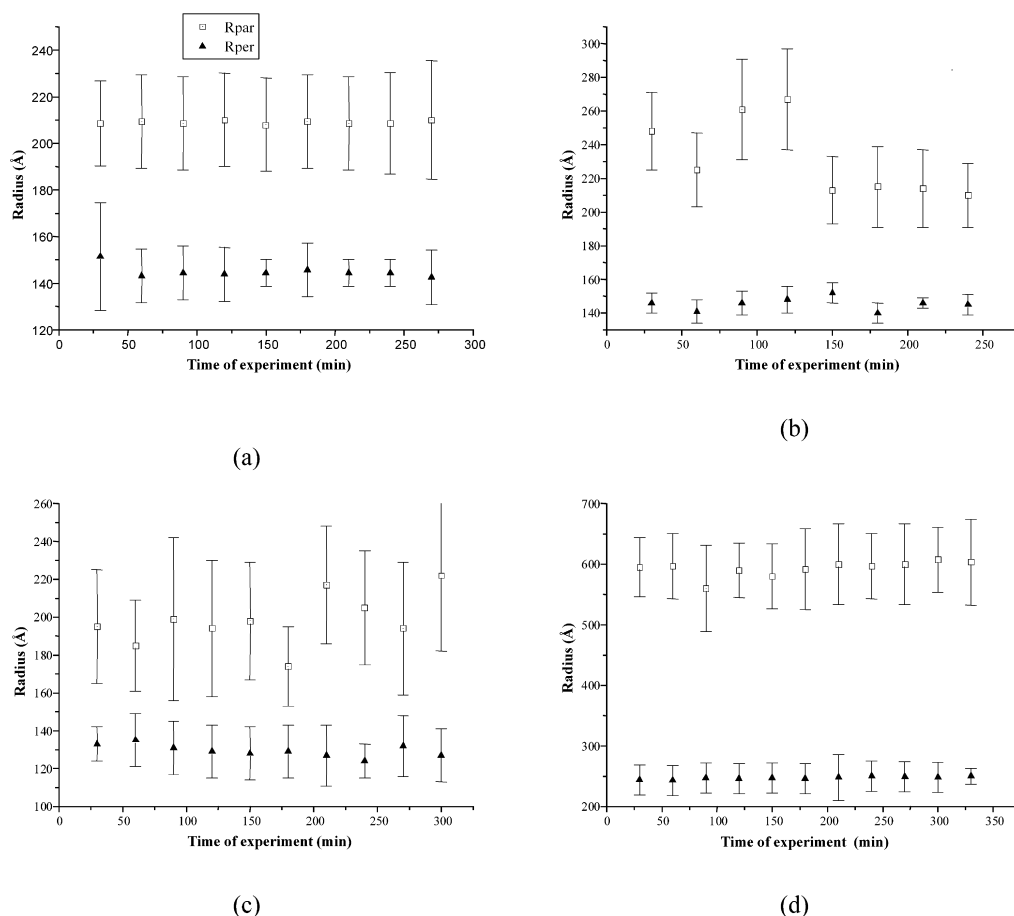 Rpar
Rper
240
220
200
180
160
140
120
Radius (Å)
0 50 100 150 200 250 300
Time of experiment (min)
(a)
300
280
260
240
220
200
180
160
140
Radius (Å)
0 50 100 150 200 250
Time of experiment (min)
(b)
260
240
220
200
180
160
140
120
100
Radius (Å)
0 50 100 150 200 250 300
Time of experiment (min)
(c)
700
600
500
400
300
200
Radius (Å)
0 50 100 150 200 250 300 350
Time of experiment (min)
(d)